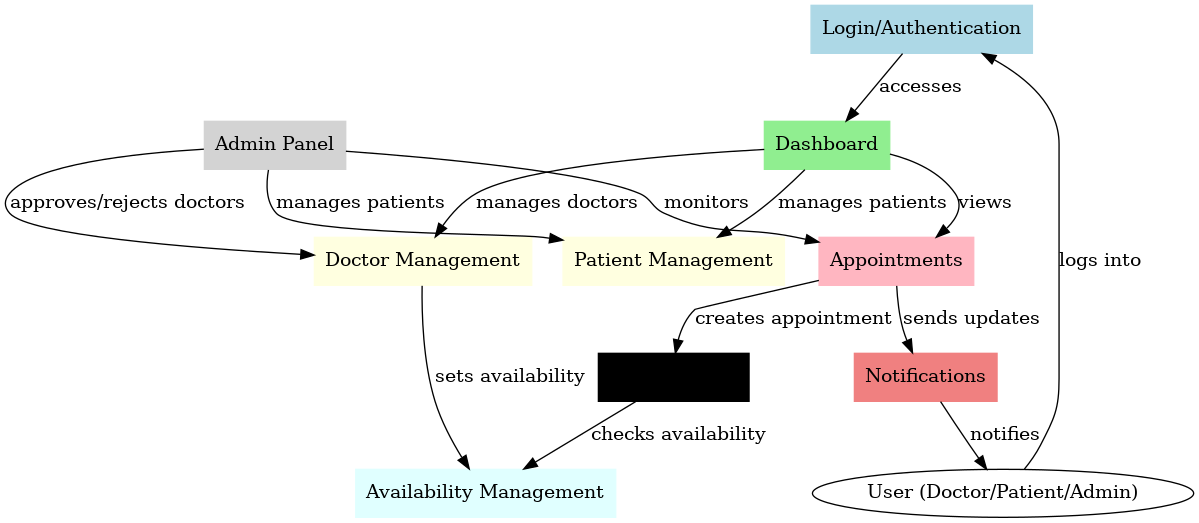 Login/Authentication
accesses
Admin Panel
Dashboard
approves/rejects doctors
manages patients
manages doctors
monitors
manages patients
views
Doctor Management
Patient Management
Appointments
logs into
creates appointment
sends updates
sets availability
Notifications
checks availability
notifies
Availability Management
User (Doctor/Patient/Admin)